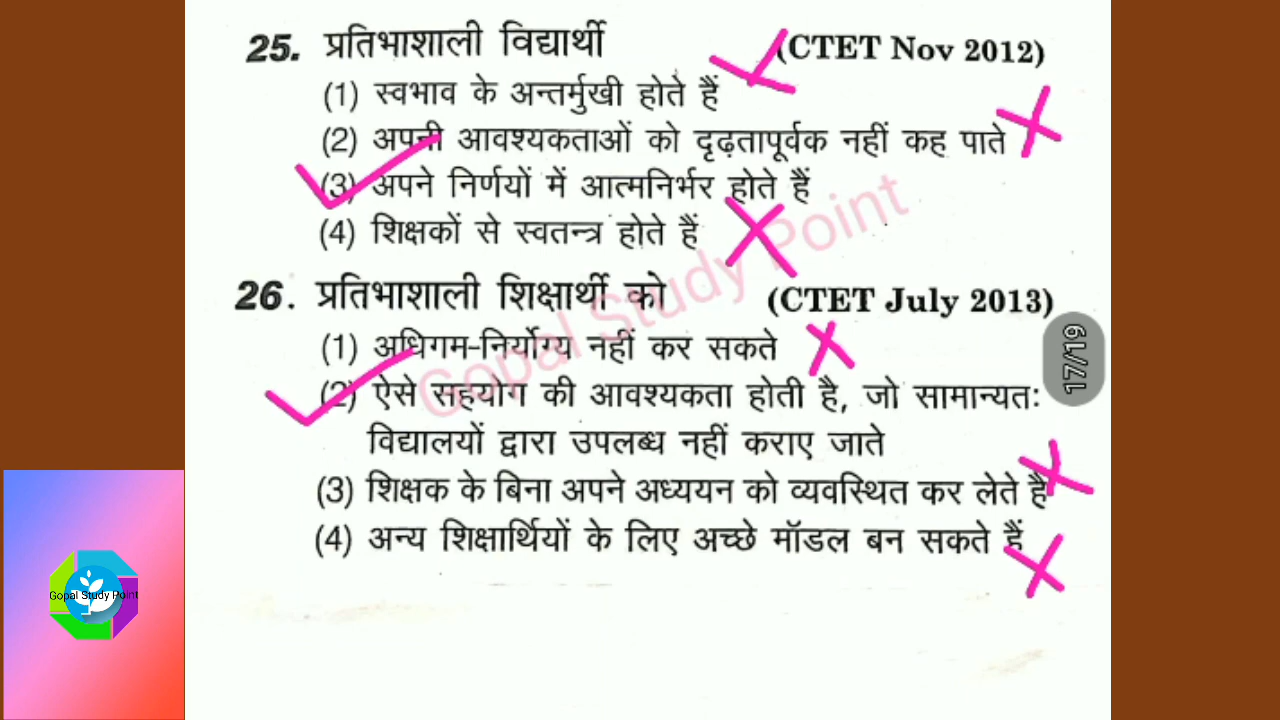 25. प्रतिभाशाली विद्यार्थी (CTET Nov 2012)
(1) स्वभाव के अन्तर्मुखी होते हैं
(2) अपनी आवश्यकताओं को दृढ़तापूर्वक नहीं कह पाते
(3) अपने निर्णयों में आत्मनिर्भर होते हैं
(4) शिक्षकों से स्वतन्त्र होते हैं
Gopal Study Point
26. प्रतिभाशाली शिक्षार्थी को (CTET July 2013)
(1) अधिगम-निर्योग्य नहीं कर सकते
17/19
(2) ऐसे सहयोग की आवश्यकता होती है, जो सामान्यतः
विद्यालयों द्वारा उपलब्ध नहीं कराए जाते
(3) शिक्षक के बिना अपने अध्ययन को व्यवस्थित कर लेते हैं
(4) अन्य शिक्षार्थियों के लिए अच्छे मॉडल बन सकते हैं
Gopal Study Point